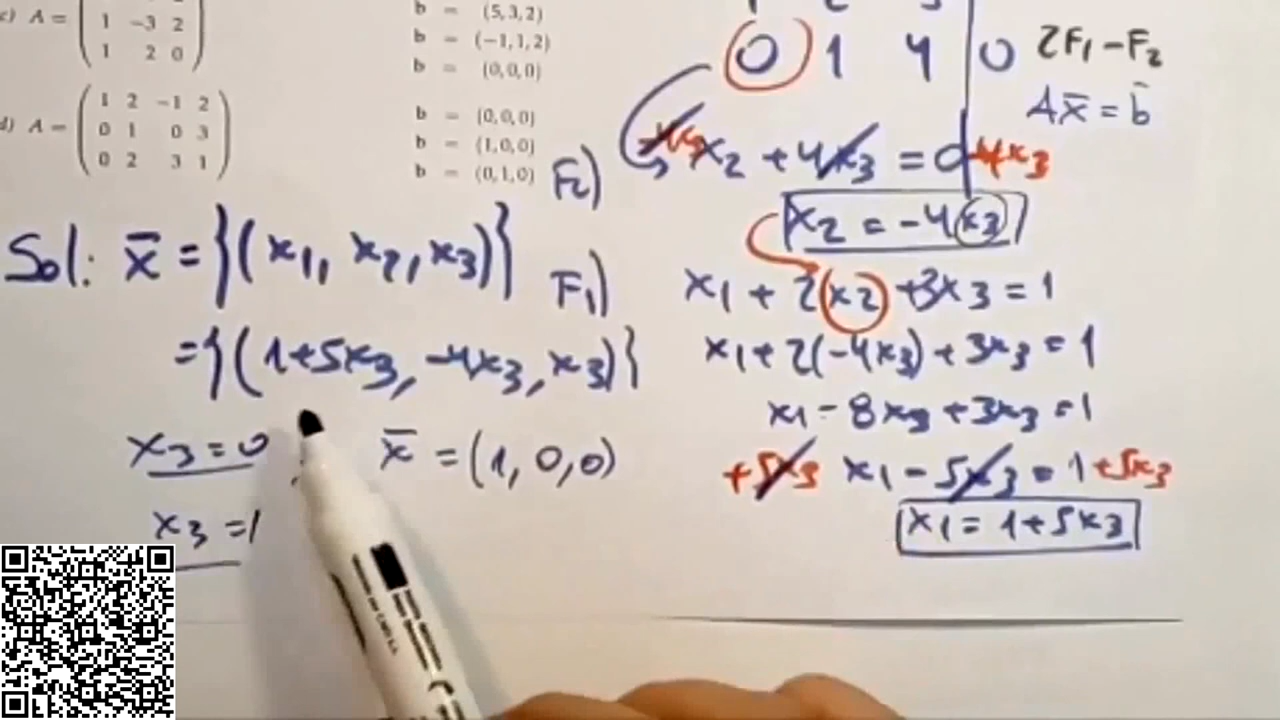 c) A = ( 1 -3 2
1 2 0 )
b = (5,3,2)
b = (-1,1,2)
b = (0,0,0)
d) A = ( 1 2 -1 2
0 1 0 3
0 2 3 1 )
b = (0,0,0)
b = (1,0,0)
b = (0,1,0)
0 1 4 | 0 2F₁-F₂
Ax̄ = b̄
F₂) -4x₃ x₂ + 4x₃ = 0 -4x₃
x₂ = -4x₃
F₁) x₁ + 2x₂ + 3x₃ = 1
x₁ + 2(-4x₃) + 3x₃ = 1
x₁ - 8x₃ + 3x₃ = 1
+5x₃ x₁ - 5x₃ = 1 +5x₃
x₁ = 1+5x₃
Sol: x̄ = {(x₁, x₂, x₃)}
= {(1+5x₃, -4x₃, x₃)}
x₃ = 0 x̄ = (1, 0, 0)
x₃ = 1